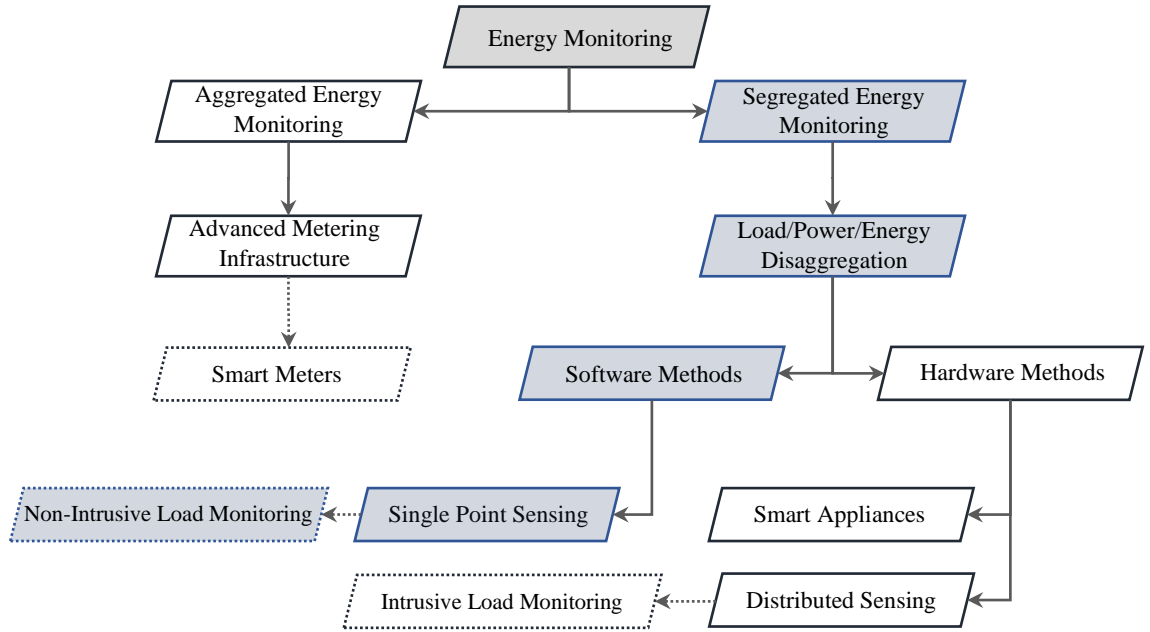 Energy Monitoring
Aggregated Energy
Monitoring
Segregated Energy
Monitoring
Advanced Metering
Infrastructure
Load/Power/Energy
Disaggregation
Smart Meters
Software Methods
Hardware Methods
Non-Intrusive Load Monitoring
Single Point Sensing
Smart Appliances
Intrusive Load Monitoring
Distributed Sensing